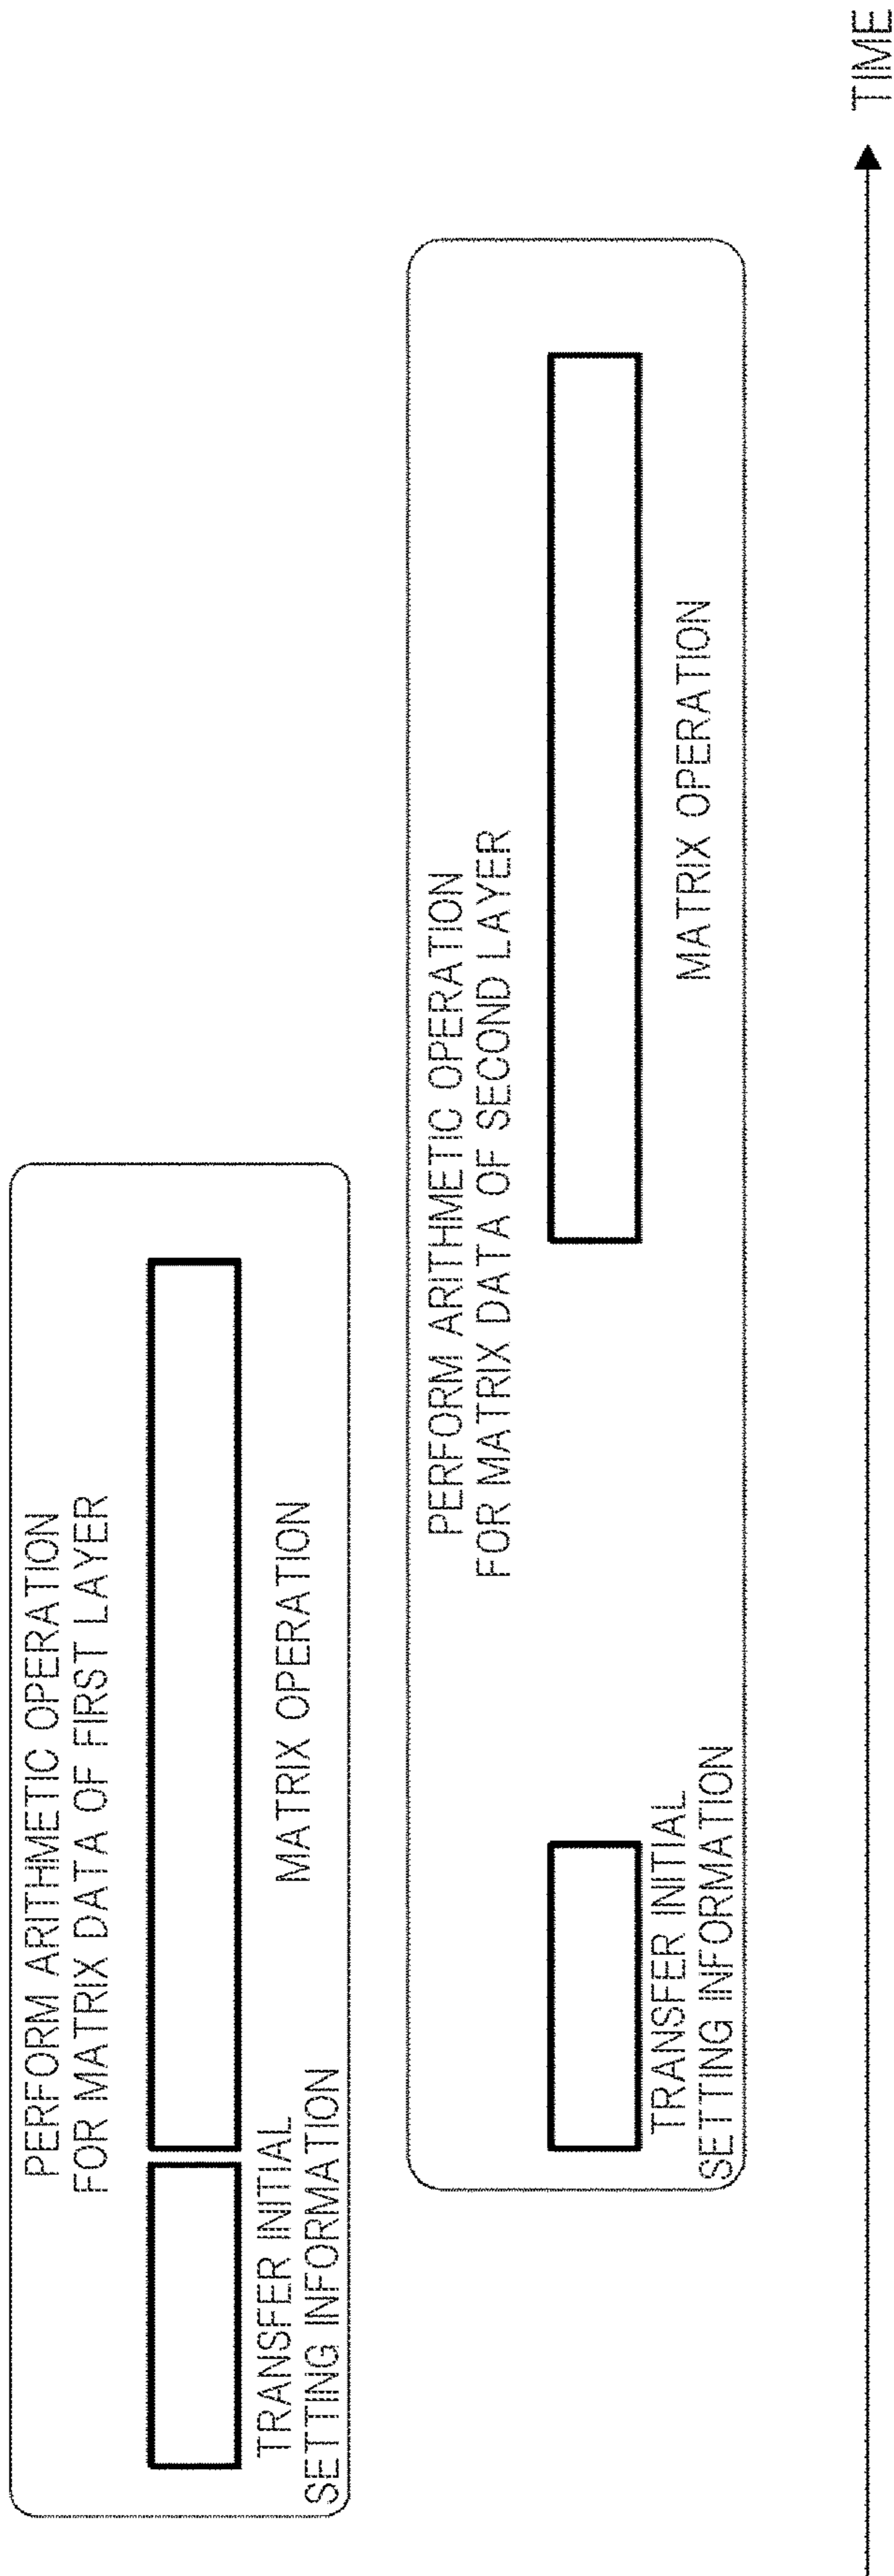 PERFORM ARITHMETIC OPERATION
FOR MATRIX DATA OF FIRST LAYER
TRANSFER INITIAL
SETTING INFORMATION
MATRIX OPERATION
PERFORM ARITHMETIC OPERATION
FOR MATRIX DATA OF SECOND LAYER
TRANSFER INITIAL
SETTING INFORMATION
MATRIX OPERATION
TIME